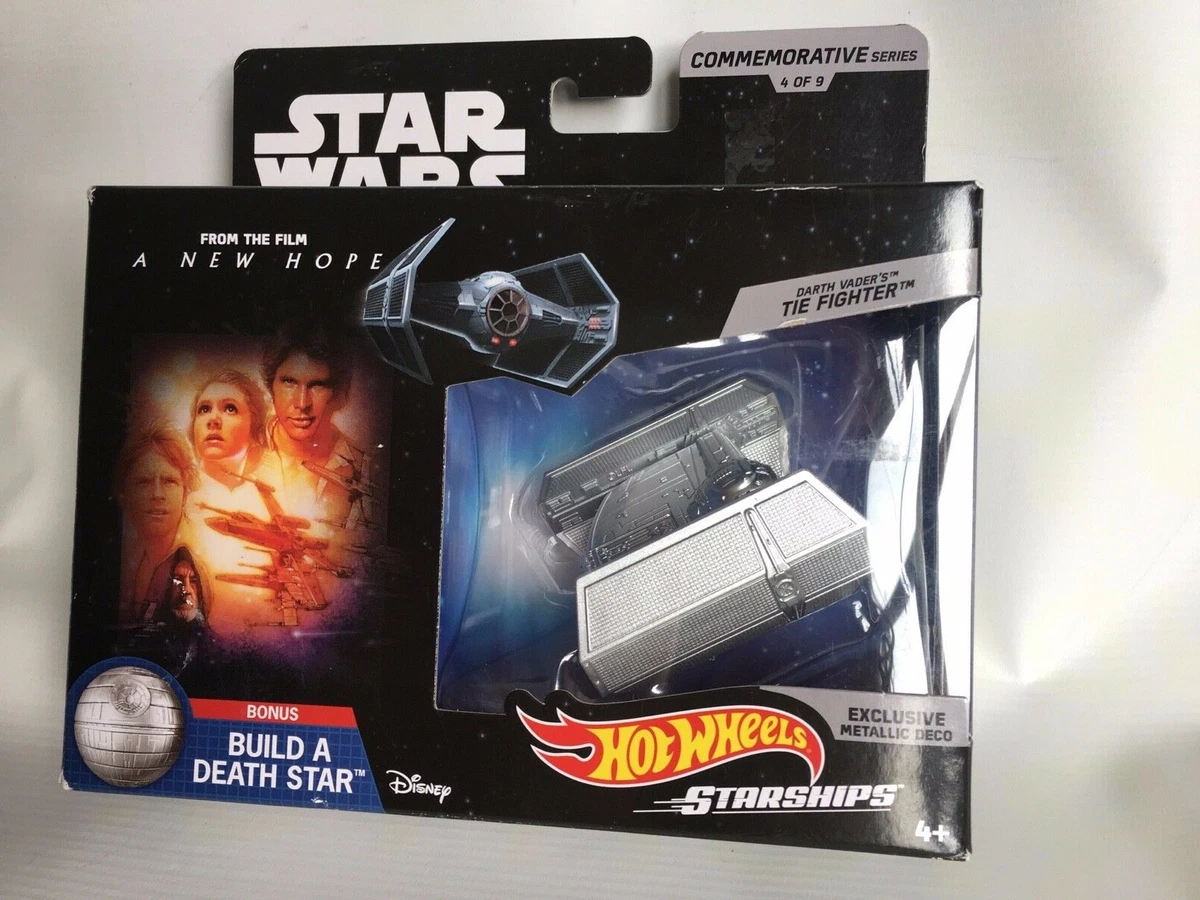 STAR
WARS
COMMEMORATIVE SERIES
4 OF 9
FROM THE FILM
A NEW HOPE
DARTH VADER'S™
TIE FIGHTER™
BONUS
BUILD A
DEATH STAR™
Disney
HOT WHEELS
STARSHIPS™
EXCLUSIVE
METALLIC DECO
4+